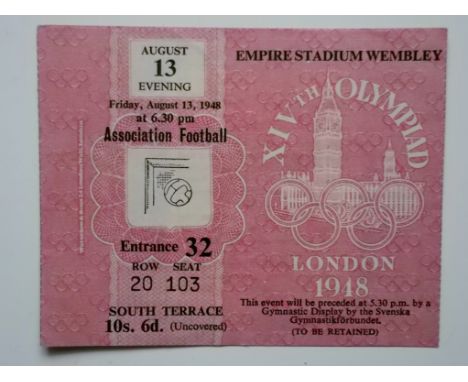 AUGUST
13
EVENING
Friday, August 13, 1948
at 6.30 pm
Association Football
Entrance 32
ROW SEAT
20 103
SOUTH TERRACE
10s. 6d. (Uncovered)
EMPIRE STADIUM WEMBLEY
XIVTH OLYMPIAD
LONDON
1948
This event will be preceded at 5.30 p.m. by a
Gymnastic Display by the Svenska
Gymnastikförbundet.
(TO BE RETAINED)